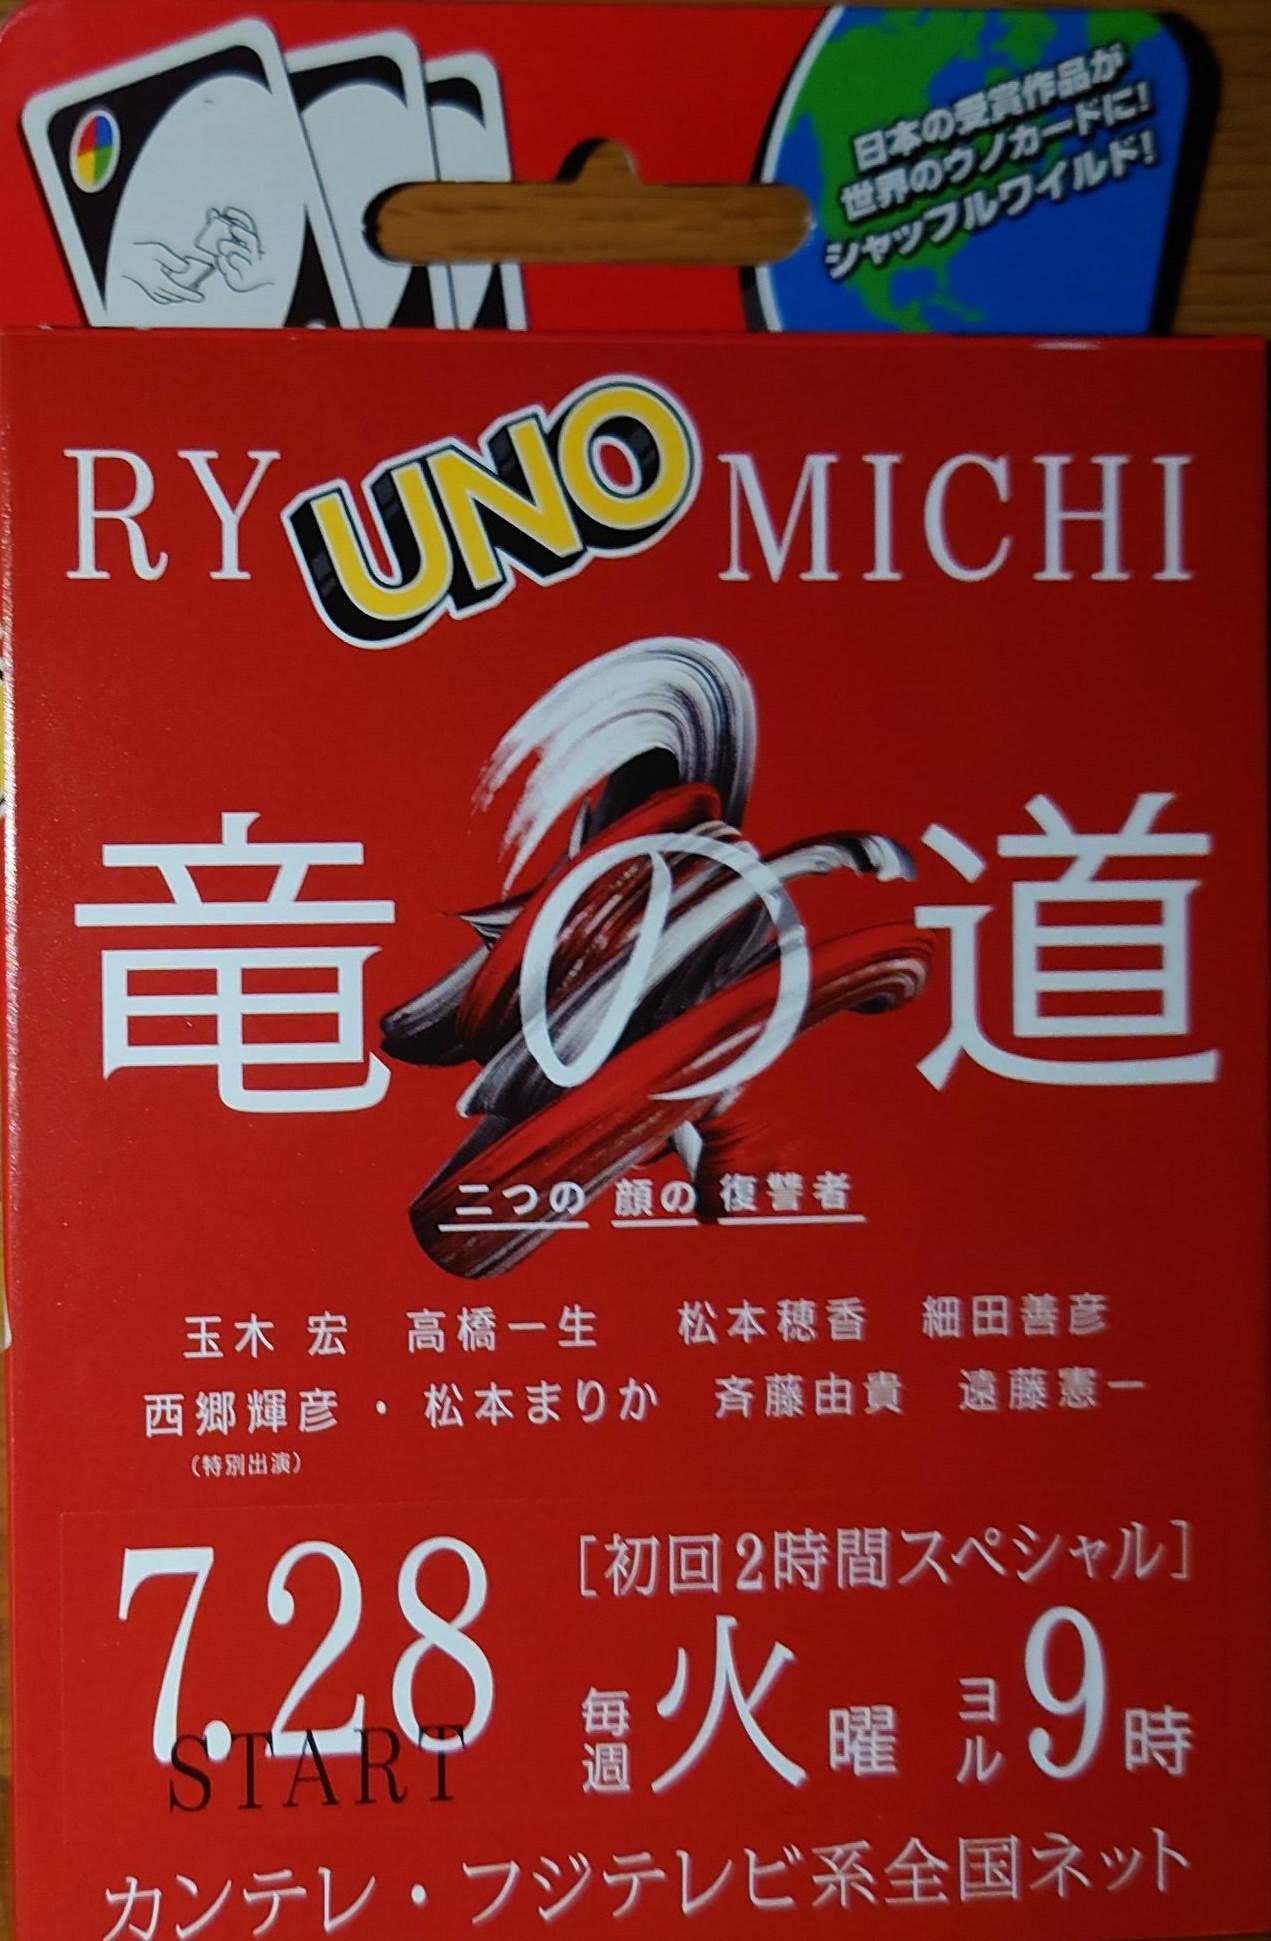 日本の受賞作品が
世界のウノカードに!
シャッフルワイルド!
RY UNO MICHI
竜の道
二つの 顔の 復讐者
玉木 宏 高橋一生 松本穂香 細田善彦
西郷輝彦・松本まりか 斉藤由貴 遠藤憲一
(特別出演)
7.28
START
[初回2時間スペシャル]
毎週火曜 ヨル9時
カンテレ・フジテレビ系全国ネット